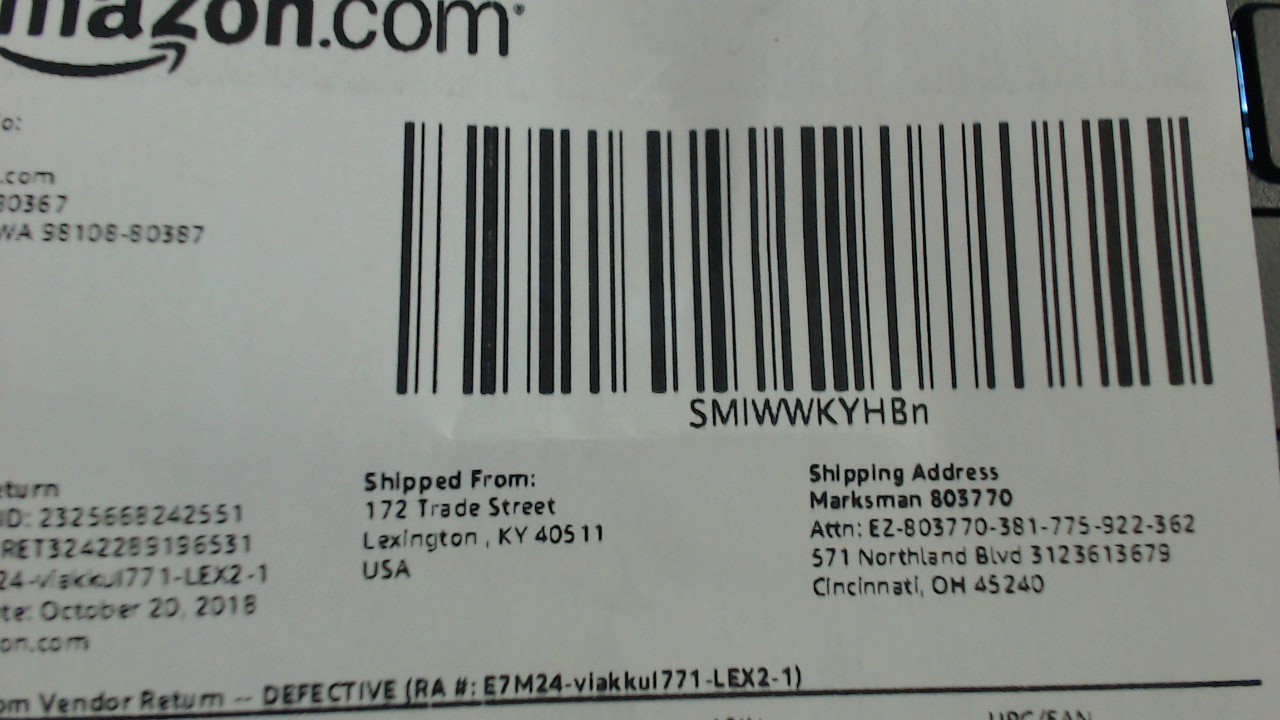 mazon.com
o:
.com
80367
WA 98108-80387
SMIWWKYHBn
eturn
ID: 2325668242551
RET3242289196531
24-viakkul771-LEX2-1
te: October 20, 2018
on.com
Shipped From:
172 Trade Street
Lexington , KY 40511
USA
Shipping Address
Marksman 803770
Attn: EZ-803770-381-775-922-362
571 Northland Blvd 3123613679
Cincinnati, OH 45240
om Vendor Return -- DEFECTIVE (RA #: E7M24-viakkul771-LEX2-1)
UPC/EAN